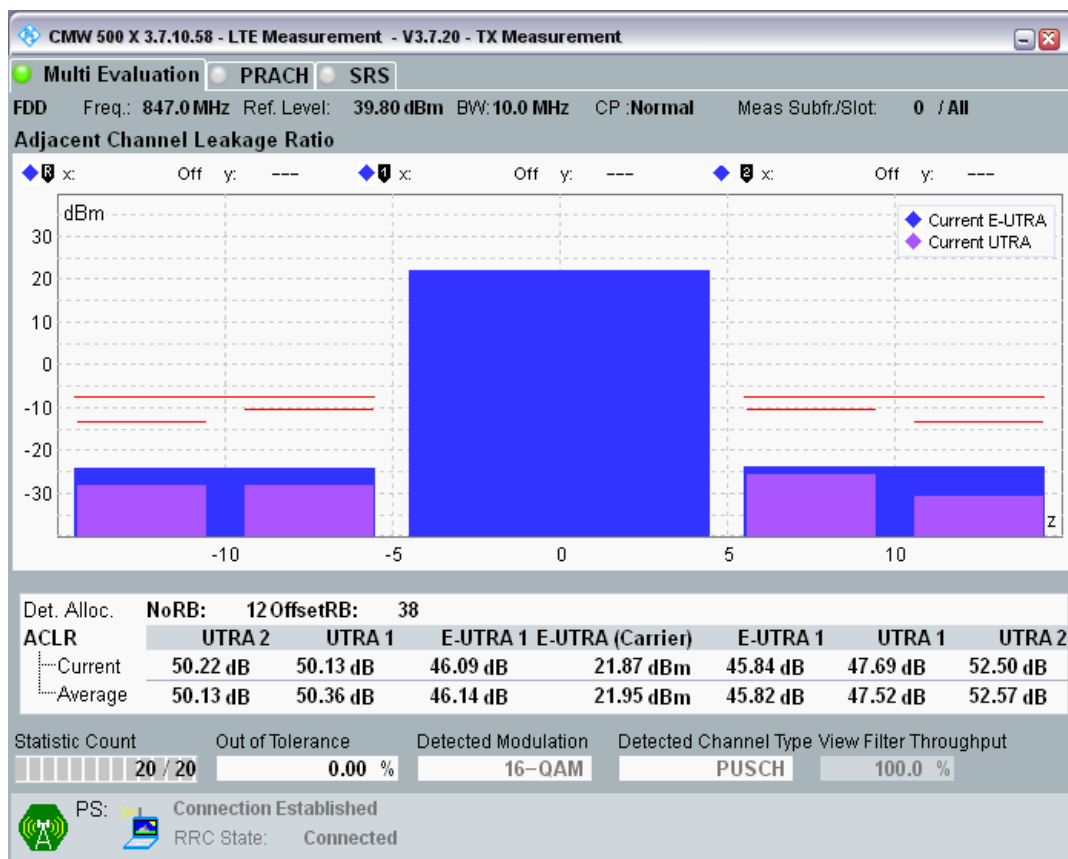 CMW 500 X 3.7.10.58 - LTE Measurement - V3.7.20 - TX Measurement
Multi Evaluation PRACH SRS
FDD Freq.: 847.0 MHz Ref. Level: 39.80 dBm BW: 10.0 MHz CP :Normal Meas Subfr./Slot: 0 / All
Adjacent Channel Leakage Ratio
R x: Off y: --- 1 x: Off y: --- 2 x: Off y: ---
dBm
Current E-UTRA
Current UTRA
30
20
10
0
-10
-20
-30
z
-10 -5 0 5 10
Det. Alloc. NoRB: 12 OffsetRB: 38
ACLR UTRA 2 UTRA 1 E-UTRA 1 E-UTRA (Carrier) E-UTRA 1 UTRA 1 UTRA 2
Current 50.22 dB 50.13 dB 46.09 dB 21.87 dBm 45.84 dB 47.69 dB 52.50 dB
Average 50.13 dB 50.36 dB 46.14 dB 21.95 dBm 45.82 dB 47.52 dB 52.57 dB
Statistic Count Out of Tolerance Detected Modulation Detected Channel Type View Filter Throughput
20 / 20 0.00 % 16-QAM PUSCH 100.0 %
PS: Connection Established
RRC State: Connected